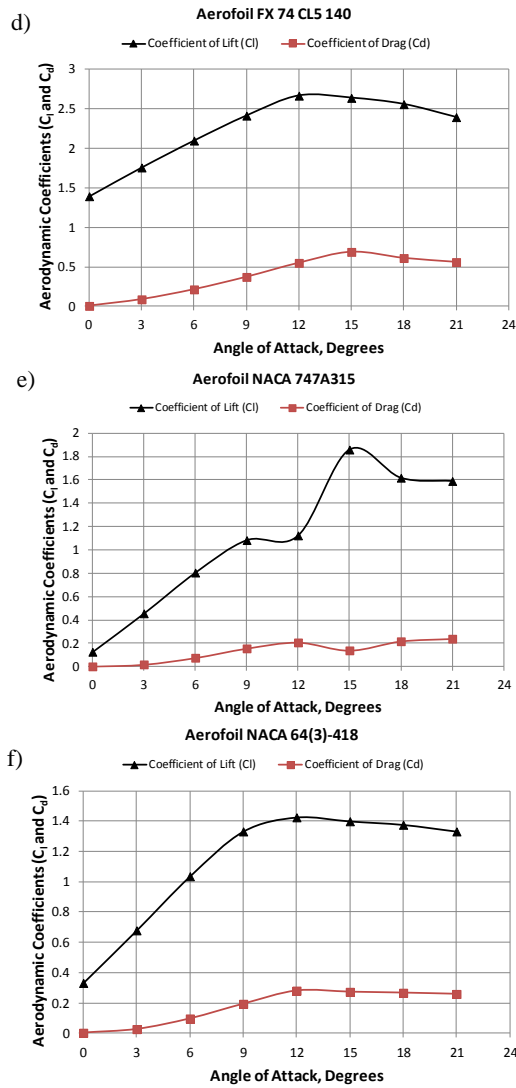 d)
Aerofoil FX 74 CL5 140
Coefficient of Lift (Cl)
Coefficient of Drag (Cd)
Aerodynamic Coefficients (Cl and Cd)
3
2.5
2
1.5
1
0.5
0
0 3 6 9 12 15 18 21 24
Angle of Attack, Degrees
e)
Aerofoil NACA 747A315
Coefficient of Lift (Cl)
Coefficient of Drag (Cd)
Aerodynamic Coefficients (Cl and Cd)
2
1.8
1.6
1.4
1.2
1
0.8
0.6
0.4
0.2
0
0 3 6 9 12 15 18 21 24
Angle of Attack, Degrees
f)
Aerofoil NACA 64(3)-418
Coefficient of Lift (Cl)
Coefficient of Drag (Cd)
Aerodynamic Coefficients (Cl and Cd)
1.6
1.4
1.2
1
0.8
0.6
0.4
0.2
0
0 3 6 9 12 15 18 21 24
Angle of Attack, Degrees